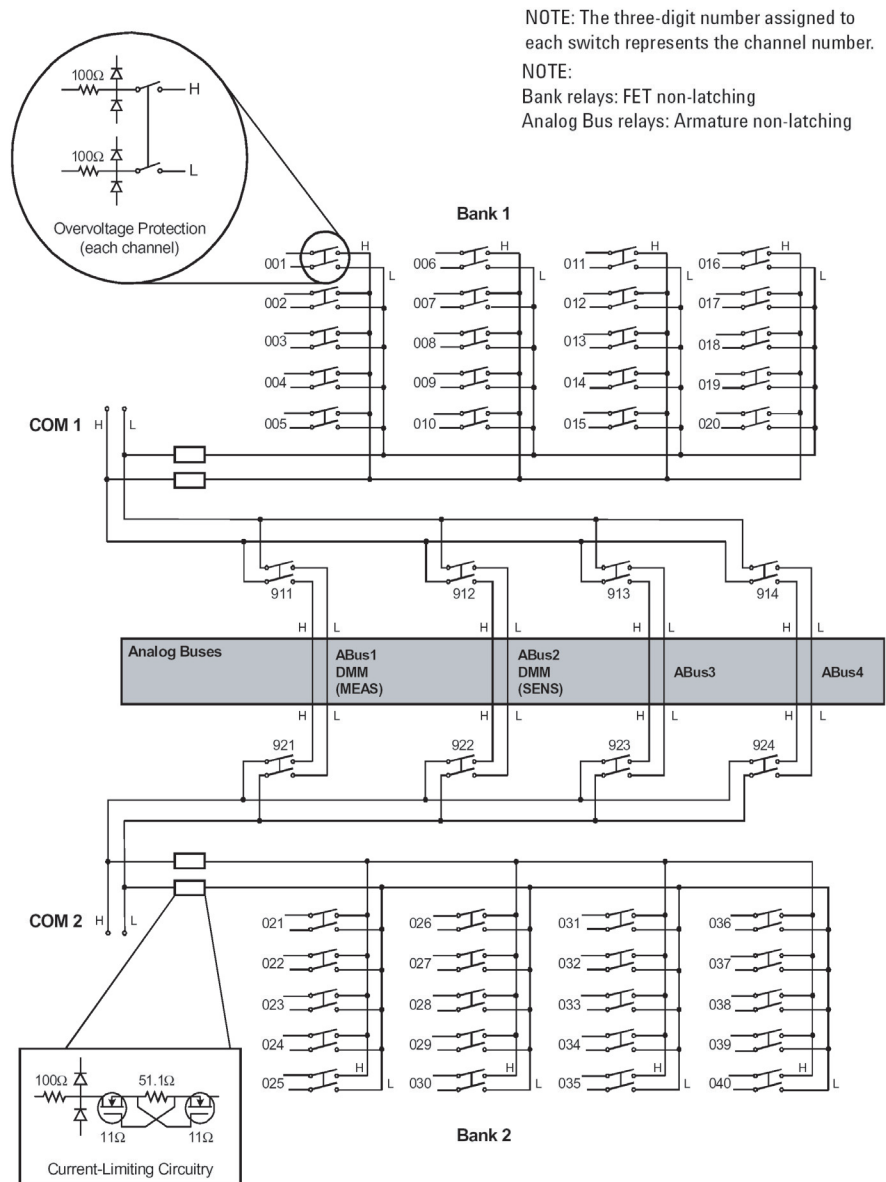 NOTE: The three-digit number assigned to
each switch represents the channel number.
NOTE:
Bank relays: FET non-latching
Analog Bus relays: Armature non-latching
100Ω
H
100Ω
L
Overvoltage Protection
(each channel)
Bank 1
H H H H
001 006 011 016
L L L L
002 007 012 017
003 008 013 018
004 009 014 019
005 010 015 020
COM 1 H L
911 912 913 914
H L H L H L H L
Analog Buses
ABus1
DMM
(MEAS)
ABus2
DMM
(SENS)
ABus3
ABus4
H L H L H L H L
921 922 923 924
COM 2 H L
021 026 031 036
022 027 032 037
023 028 033 038
024 029 034 039
H H H H
025 030 035 040
L L L L
Bank 2
100Ω 51.1Ω
11Ω 11Ω
Current-Limiting Circuitry